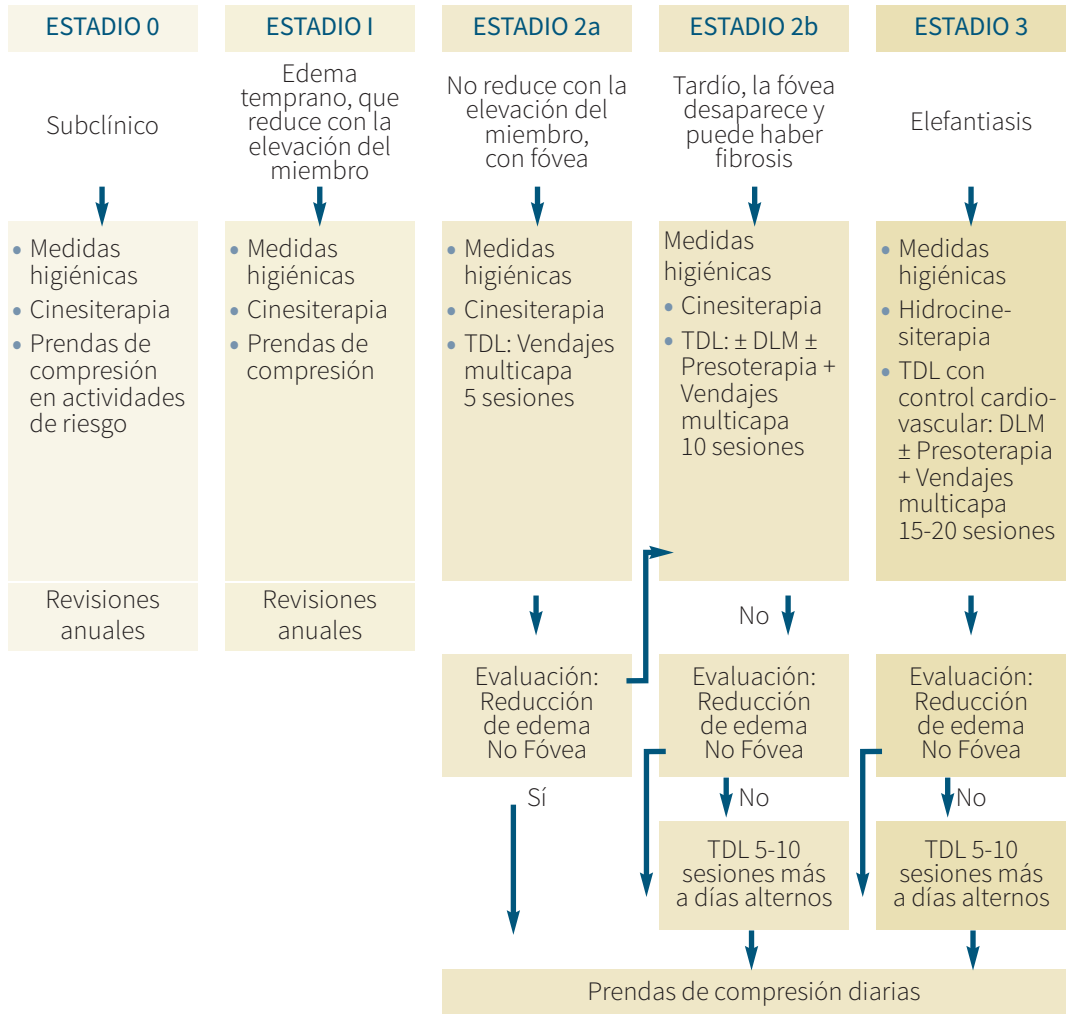 ESTADIO 0
Subclínico
• Medidas
higiénicas
• Cinesiterapia
• Prendas de
compresión
en actividades
de riesgo
Revisiones
anuales
ESTADIO I
Edema
temprano, que
reduce con la
elevación del
miembro
• Medidas
higiénicas
• Cinesiterapia
• Prendas de
compresión
Revisiones
anuales
ESTADIO 2a
No reduce con la
elevación del
miembro,
con fóvea
• Medidas
higiénicas
• Cinesiterapia
• TDL: Vendajes
multicapa
5 sesiones
Evaluación:
Reducción
de edema
No Fóvea
Sí
ESTADIO 2b
Tardío, la fóvea
desaparece y
puede haber
fibrosis
Medidas
higiénicas
• Cinesiterapia
• TDL: ± DLM ±
Presoterapia +
Vendajes
multicapa
10 sesiones
No
Evaluación:
Reducción
de edema
No Fóvea
No
TDL 5-10
sesiones más
a días alternos
ESTADIO 3
Elefantiasis
• Medidas
higiénicas
• Hidrocine-
siterapia
• TDL con
control cardio-
vascular: DLM
± Presoterapia
+ Vendajes
multicapa
15-20 sesiones
Evaluación:
Reducción
de edema
No Fóvea
No
TDL 5-10
sesiones más
a días alternos
Prendas de compresión diarias